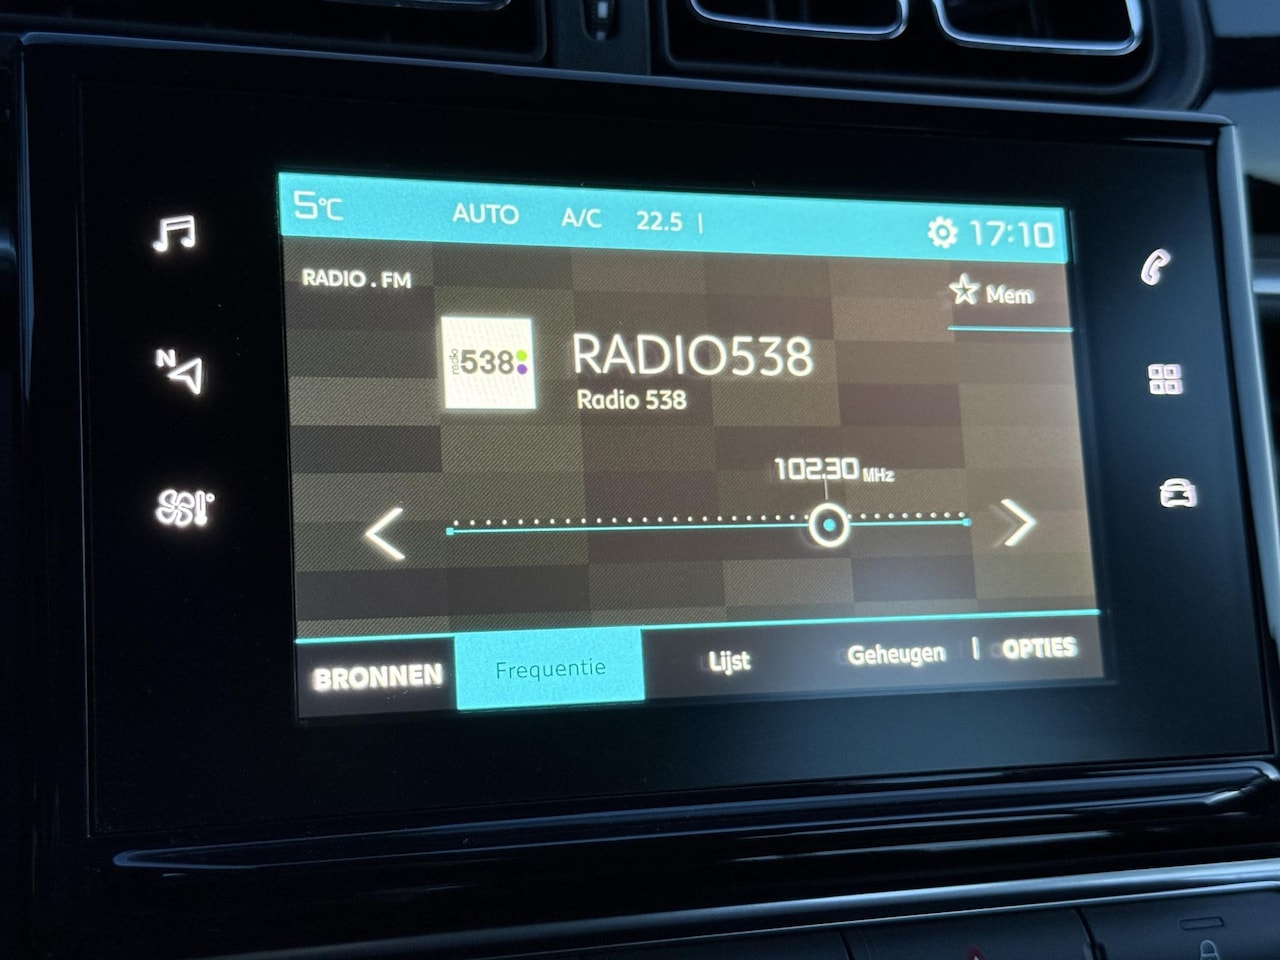 5°C AUTO A/C 22.5 17:10
RADIO . FM
Mem
radio 538
RADIO538
Radio 538
102.30 MHz
N
BRONNEN Frequentie Lijst Geheugen OPTIES